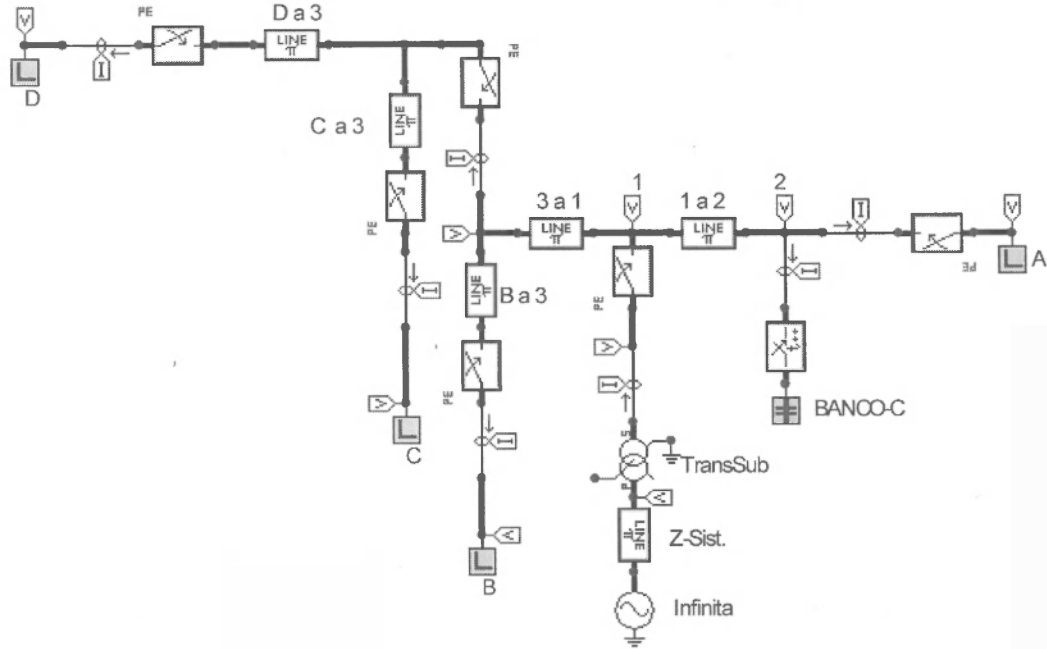 D a 3
PE
V
LINE
π
I
D
PE
C a 3
LINE
π
I
1
2
3 a 1
1 a 2
V
V
I
V
V
LINE
π
LINE
π
PE
A
PE
LINE
π
B a 3
PE
I
I
V
PE
I
V
C
BANCO-C
I
S
TransSub
P
V
LINE
π
Z-Sist.
V
B
Infinita